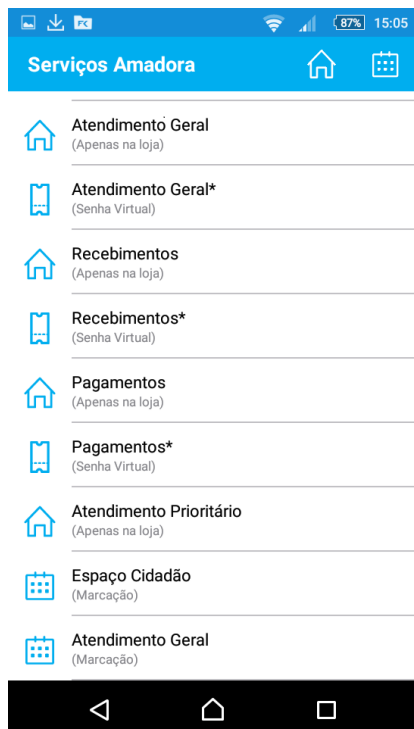 87% 15:05
Serviços Amadora
Atendimento Geral
(Apenas na loja)
Atendimento Geral*
(Senha Virtual)
Recebimentos
(Apenas na loja)
Recebimentos*
(Senha Virtual)
Pagamentos
(Apenas na loja)
Pagamentos*
(Senha Virtual)
Atendimento Prioritário
(Apenas na loja)
Espaço Cidadão
(Marcação)
Atendimento Geral
(Marcação)